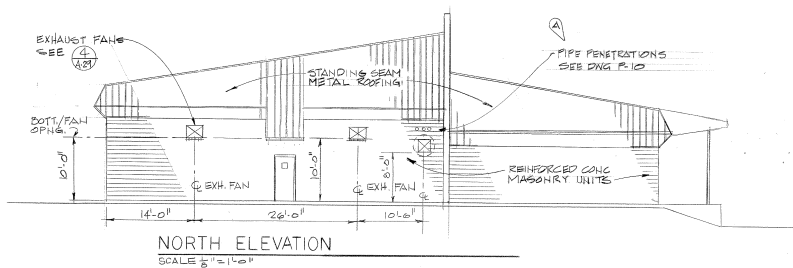 A
EXHAUST FANS
SEE 4
A-29
PIPE PENETRATIONS
SEE DWG P-10
STANDING SEAM
METAL ROOFING
BOTT./FAN
OPNG.
10'-0"
10'-0"
8'-0"
REINFORCED CONC
MASONRY UNITS
℄ EXH. FAN
℄ EXH. FAN
℄
14'-0"
26'-0"
10'-6"
NORTH ELEVATION
SCALE 1/8" = 1'-0"